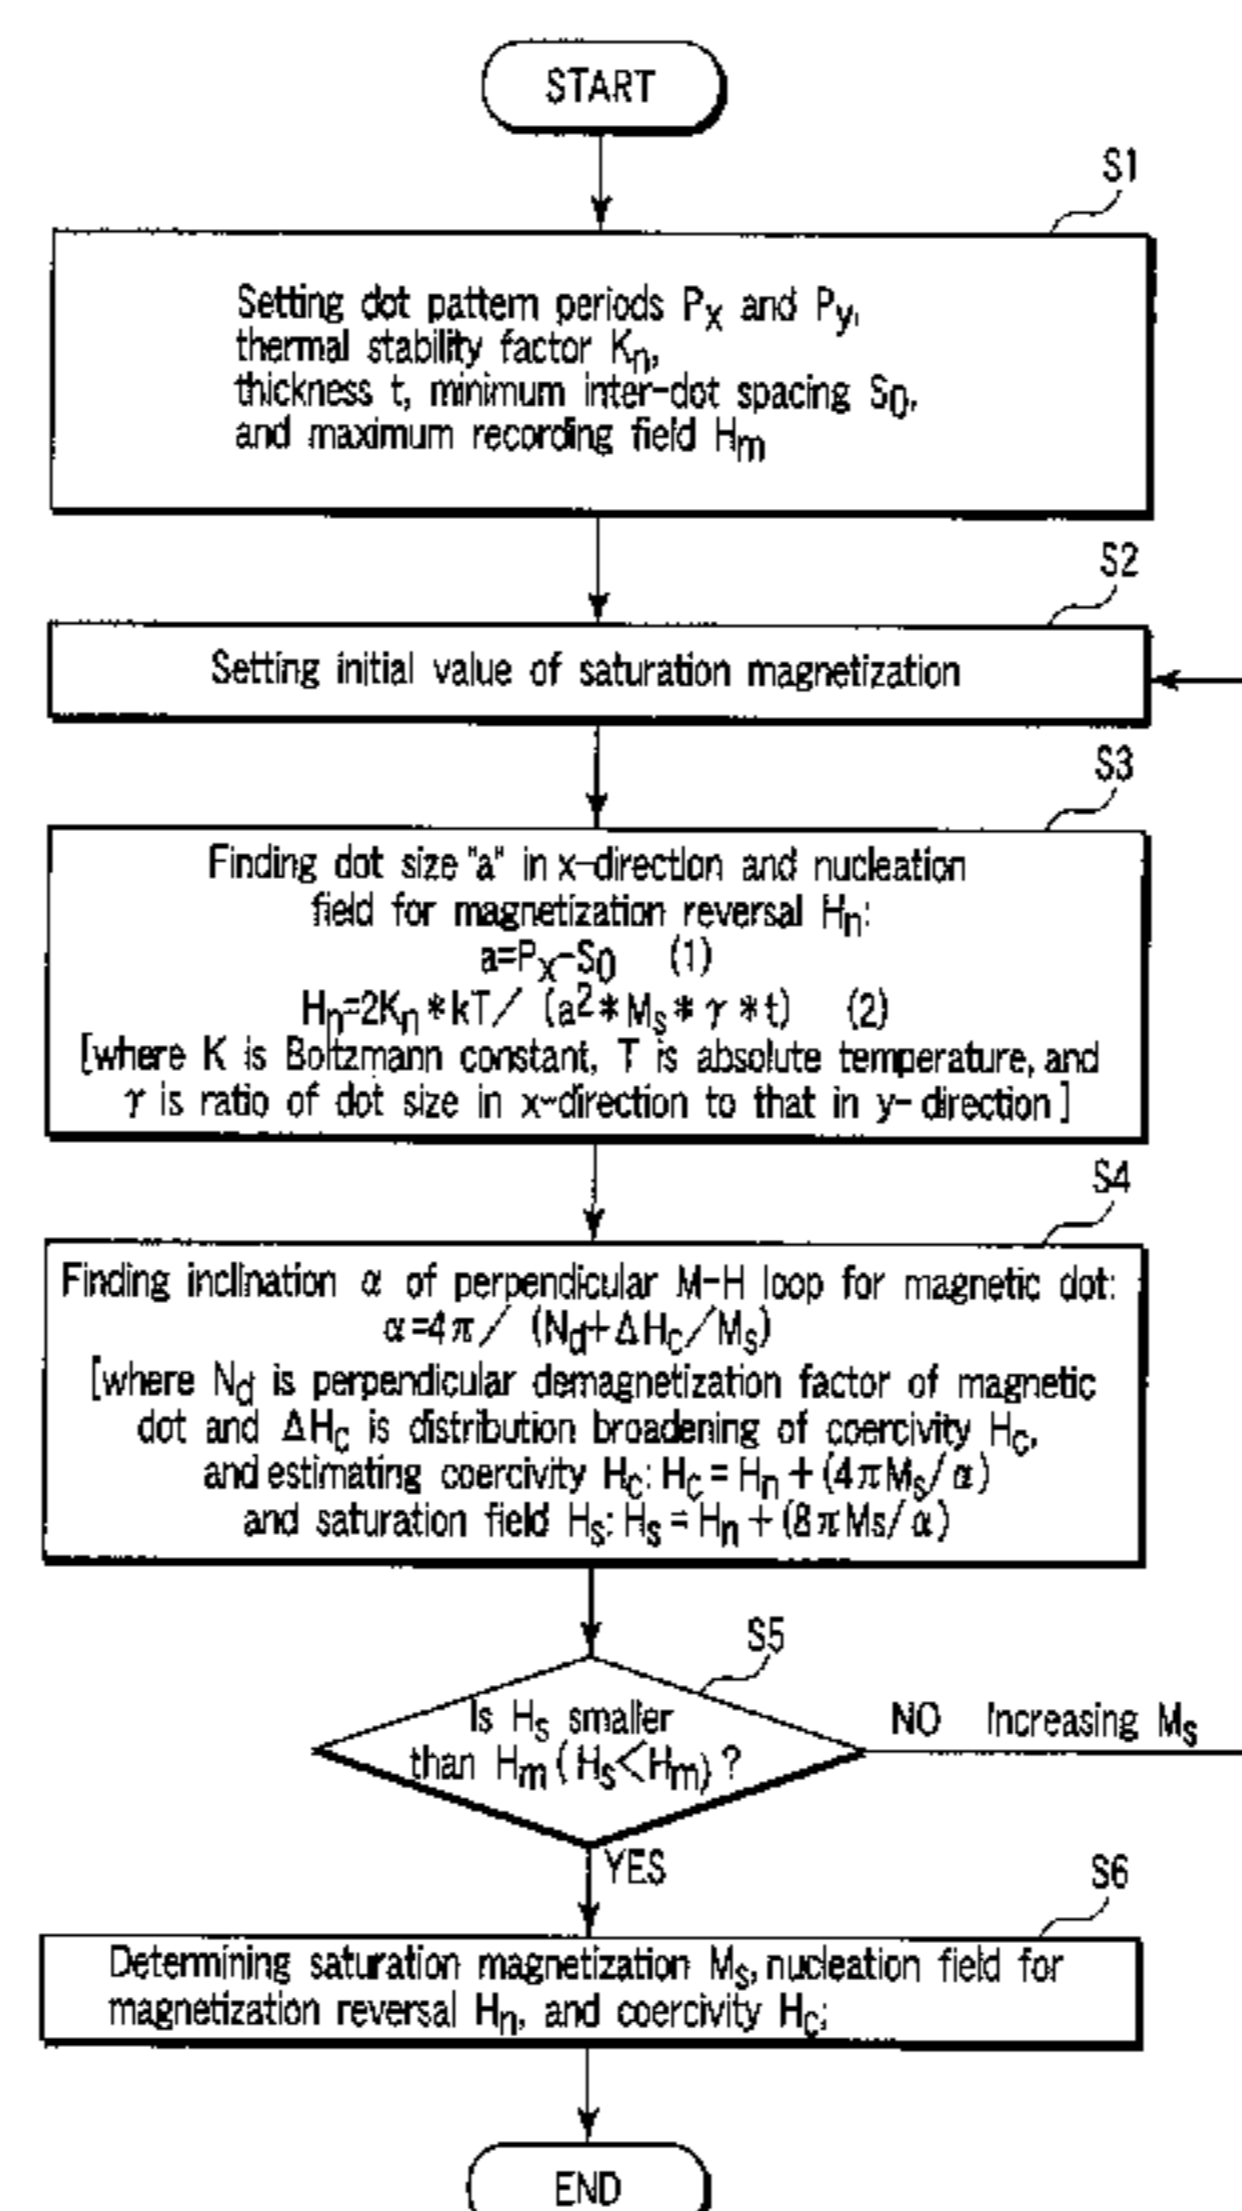 START
S1
Setting dot pattern periods Px and Py,
thermal stability factor Kn,
thickness t, minimum inter-dot spacing S0,
and maximum recording field Hm
S2
Setting initial value of saturation magnetization
S3
Finding dot size "a" in x-direction and nucleation
field for magnetization reversal Hn:
a=Px-S0 (1)
Hn=2Kn*kT/ (a²*Ms*γ*t) (2)
[where K is Boltzmann constant, T is absolute temperature, and
γ is ratio of dot size in x-direction to that in y-direction]
S4
Finding inclination α of perpendicular M-H loop for magnetic dot:
α=4π/ (Nd+ΔHc/Ms)
[where Nd is perpendicular demagnetization factor of magnetic
dot and ΔHc is distribution broadening of coercivity Hc,
and estimating coercivity Hc: Hc = Hn + (4πMs/α)
and saturation field Hs: Hs = Hn + (8πMs/α)
S5
Is Hs smaller
than Hm (Hs<Hm) ?
NO Increasing Ms
YES
S6
Determining saturation magnetization Ms, nucleation field for
magnetization reversal Hn, and coercivity Hc;
END